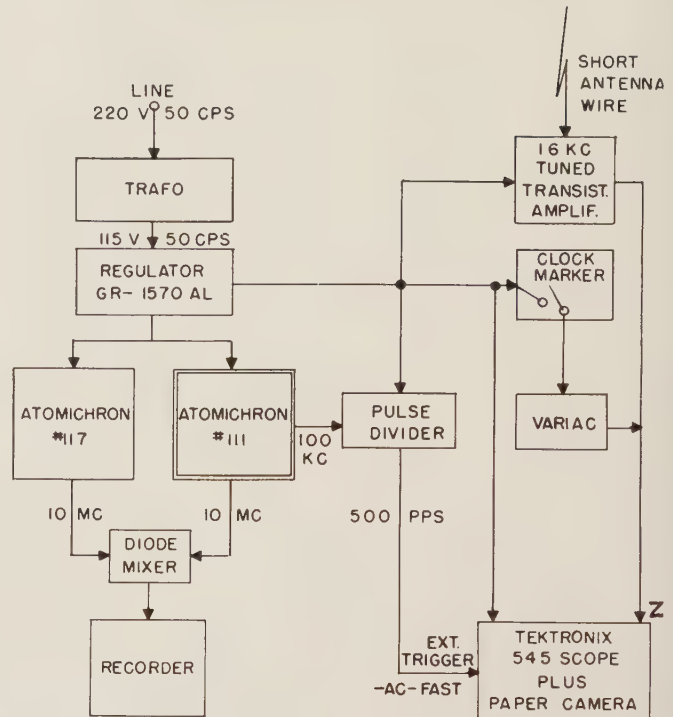 LINE
220 V 50 CPS
SHORT
ANTENNA
WIRE
TRAFO
16 KC
TUNED
TRANSIST.
AMPLIF.
115 V 50 CPS
REGULATOR
GR- 1570 AL
CLOCK
MARKER
ATOMICHRON
#117
ATOMICHRON
#111
100
KC
PULSE
DIVIDER
VARIAC
10 MC
10 MC
500 PPS
DIODE
MIXER
RECORDER
EXT.
TRIGGER
-AC-FAST
Z
TEKTRONIX
545 SCOPE
PLUS
PAPER CAMERA